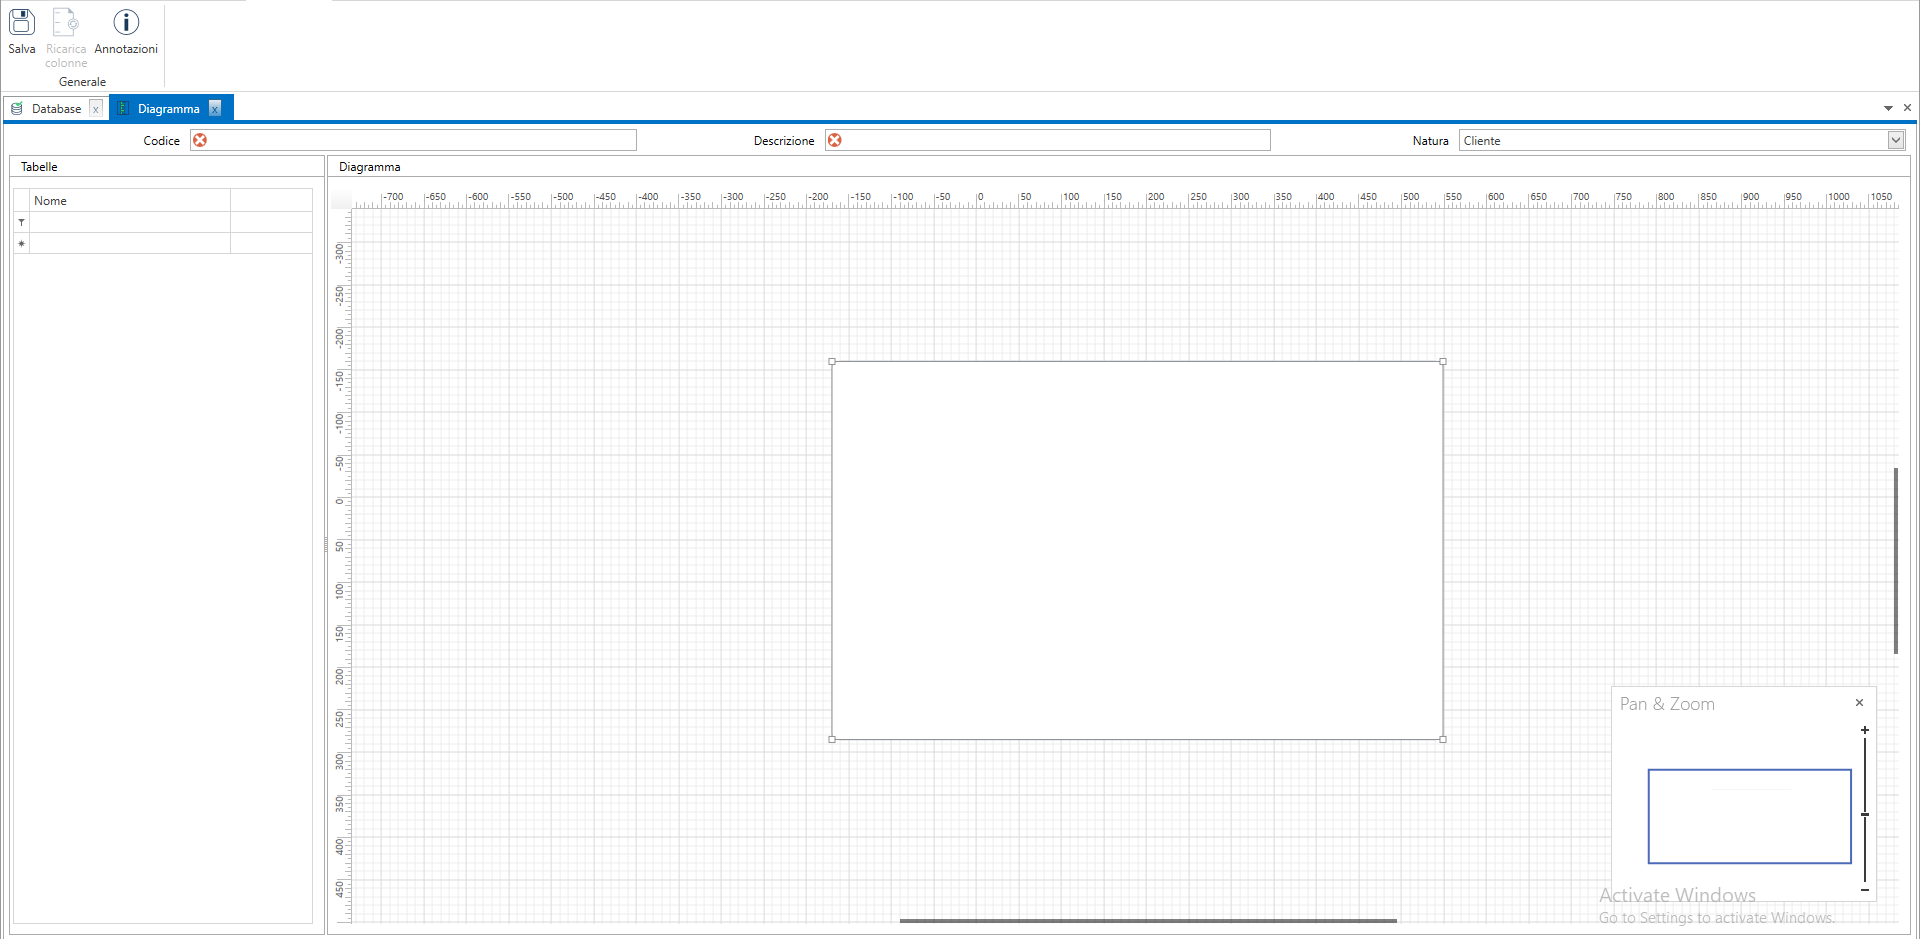 Salva Ricarica colonne Annotazioni
Generale
Database x Diagramma x
Codice Descrizione Natura Cliente
Tabelle Diagramma
Nome
-700 -650 -600 -550 -500 -450 -400 -350 -300 -250 -200 -150 -100 -50 0 50 100 150 200 250 300 350 400 450 500 550 600 650 700 750 800 850 900 950 1000 1050
-300
-250
-200
-150
-100
-50
0
50
100
150
200
250
300
350
400
450
Pan & Zoom
Activate Windows
Go to Settings to activate Windows.